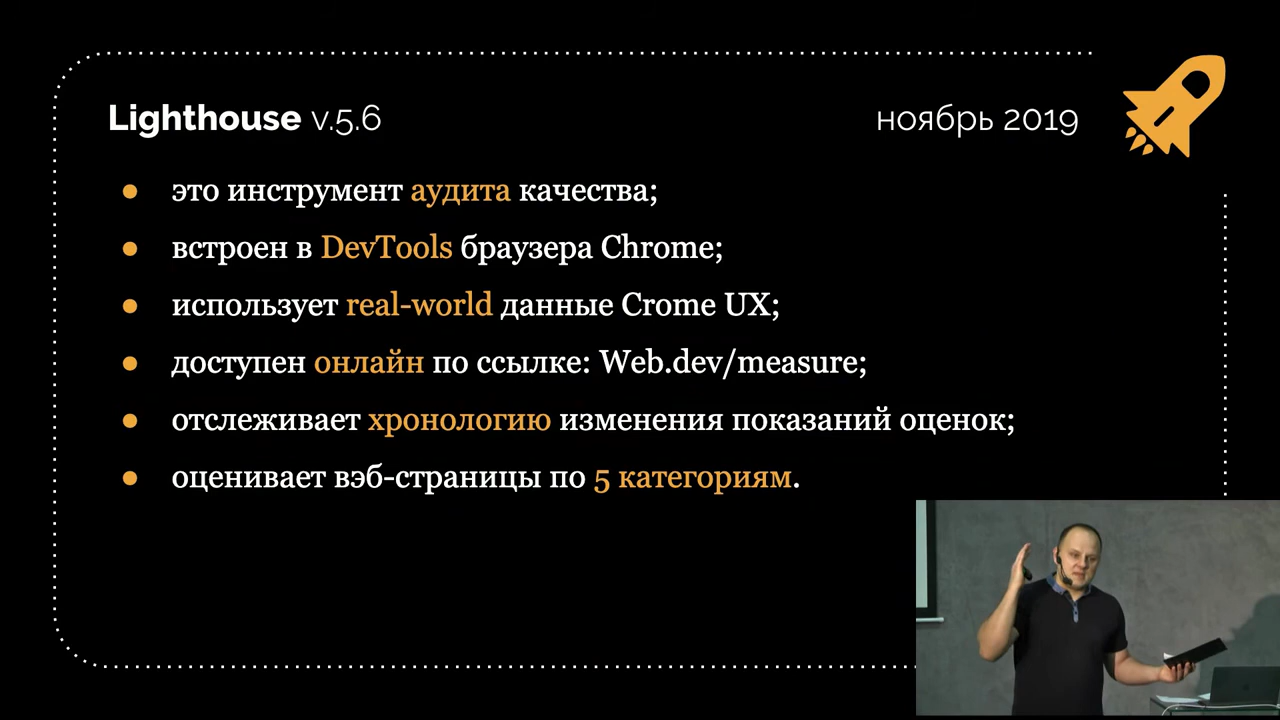 Lighthouse v.5.6
ноябрь 2019
это инструмент аудита качества;
встроен в DevTools браузера Chrome;
использует real-world данные Crome UX;
доступен онлайн по ссылке: Web.dev/measure;
отслеживает хронологию изменения показаний оценок;
оценивает вэб-страницы по 5 категориям.